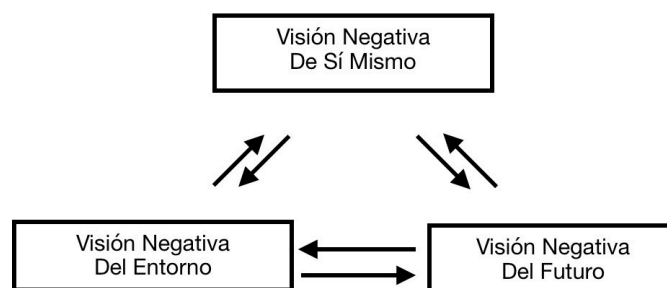 Visión Negativa
De Sí Mismo
Visión Negativa
Del Entorno
Visión Negativa
Del Futuro